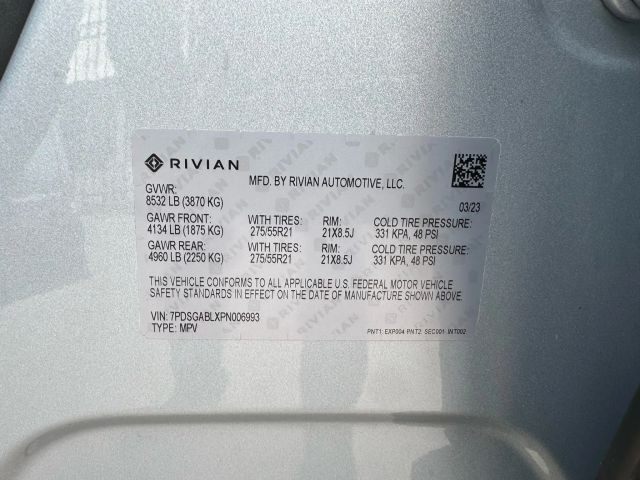 RIVIAN
MFD. BY RIVIAN AUTOMOTIVE, LLC.
GVWR:
8532 LB (3870 KG)
03/23
GAWR FRONT: WITH TIRES: RIM: COLD TIRE PRESSURE:
4134 LB (1875 KG) 275/55R21 21X8.5J 331 KPA, 48 PSI
GAWR REAR: WITH TIRES: RIM: COLD TIRE PRESSURE:
4960 LB (2250 KG) 275/55R21 21X8.5J 331 KPA, 48 PSI
THIS VEHICLE CONFORMS TO ALL APPLICABLE U.S. FEDERAL MOTOR VEHICLE
SAFETY STANDARDS IN EFFECT ON THE DATE OF MANUFACTURE SHOWN ABOVE.
VIN: 7PDSGABLXPN006993
TYPE: MPV
PNT1: EXP004 PNT2: SEC001 INT002